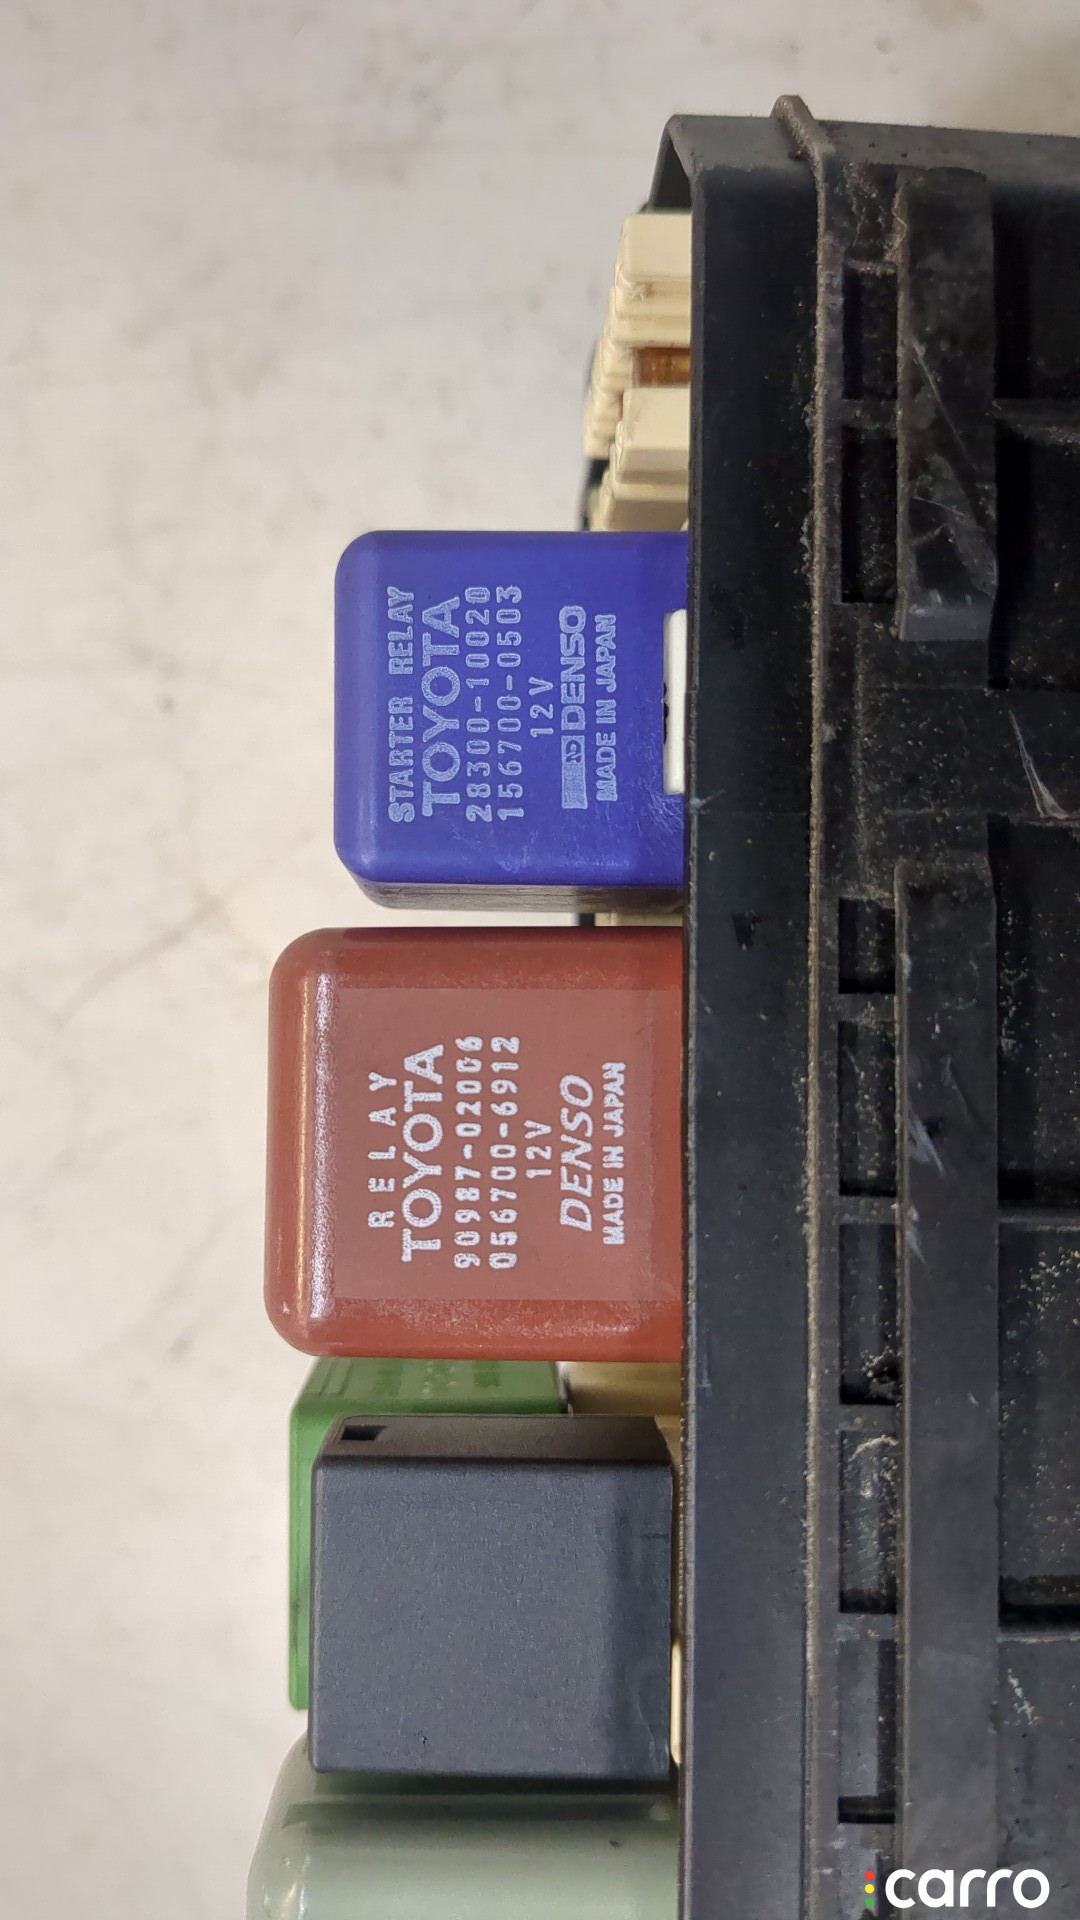 STARTER RELAY
TOYOTA
28300-10020
156700-0503
12V
DENSO
MADE IN JAPAN
RELAY
TOYOTA
90987-02006
056700-6912
12V
DENSO
MADE IN JAPAN
carro